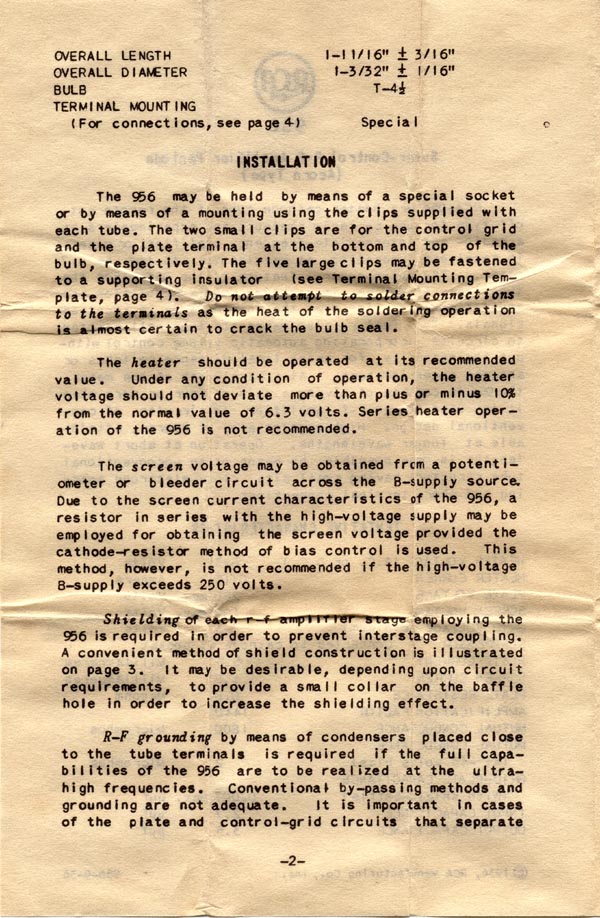 OVERALL LENGTH 1-11/16" ± 3/16"
OVERALL DIAMETER 1-3/32" ± 1/16"
BULB T-4½
TERMINAL MOUNTING
(For connections, see page 4) Special
INSTALLATION
The 956 may be held by means of a special socket
or by means of a mounting using the clips supplied with
each tube. The two small clips are for the control grid
and the plate terminal at the bottom and top of the
bulb, respectively. The five large clips may be fastened
to a supporting insulator (see Terminal Mounting Tem-
plate, page 4). Do not attempt to solder connections
to the terminals as the heat of the soldering operation
is almost certain to crack the bulb seal.
The heater should be operated at its recommended
value. Under any condition of operation, the heater
voltage should not deviate more than plus or minus 10%
from the normal value of 6.3 volts. Series heater oper-
ation of the 956 is not recommended.
The screen voltage may be obtained from a potenti-
ometer or bleeder circuit across the B-supply source.
Due to the screen current characteristics of the 956, a
resistor in series with the high-voltage supply may be
employed for obtaining the screen voltage provided the
cathode-resistor method of bias control is used. This
method, however, is not recommended if the high-voltage
B-supply exceeds 250 volts.
Shielding of each r-f amplifier stage employing the
956 is required in order to prevent interstage coupling.
A convenient method of shield construction is illustrated
on page 3. It may be desirable, depending upon circuit
requirements, to provide a small collar on the baffle
hole in order to increase the shielding effect.
R-F grounding by means of condensers placed close
to the tube terminals is required if the full capa-
bilities of the 956 are to be realized at the ultra-
high frequencies. Conventional by-passing methods and
grounding are not adequate. It is important in cases
of the plate and control-grid circuits that separate
-2-